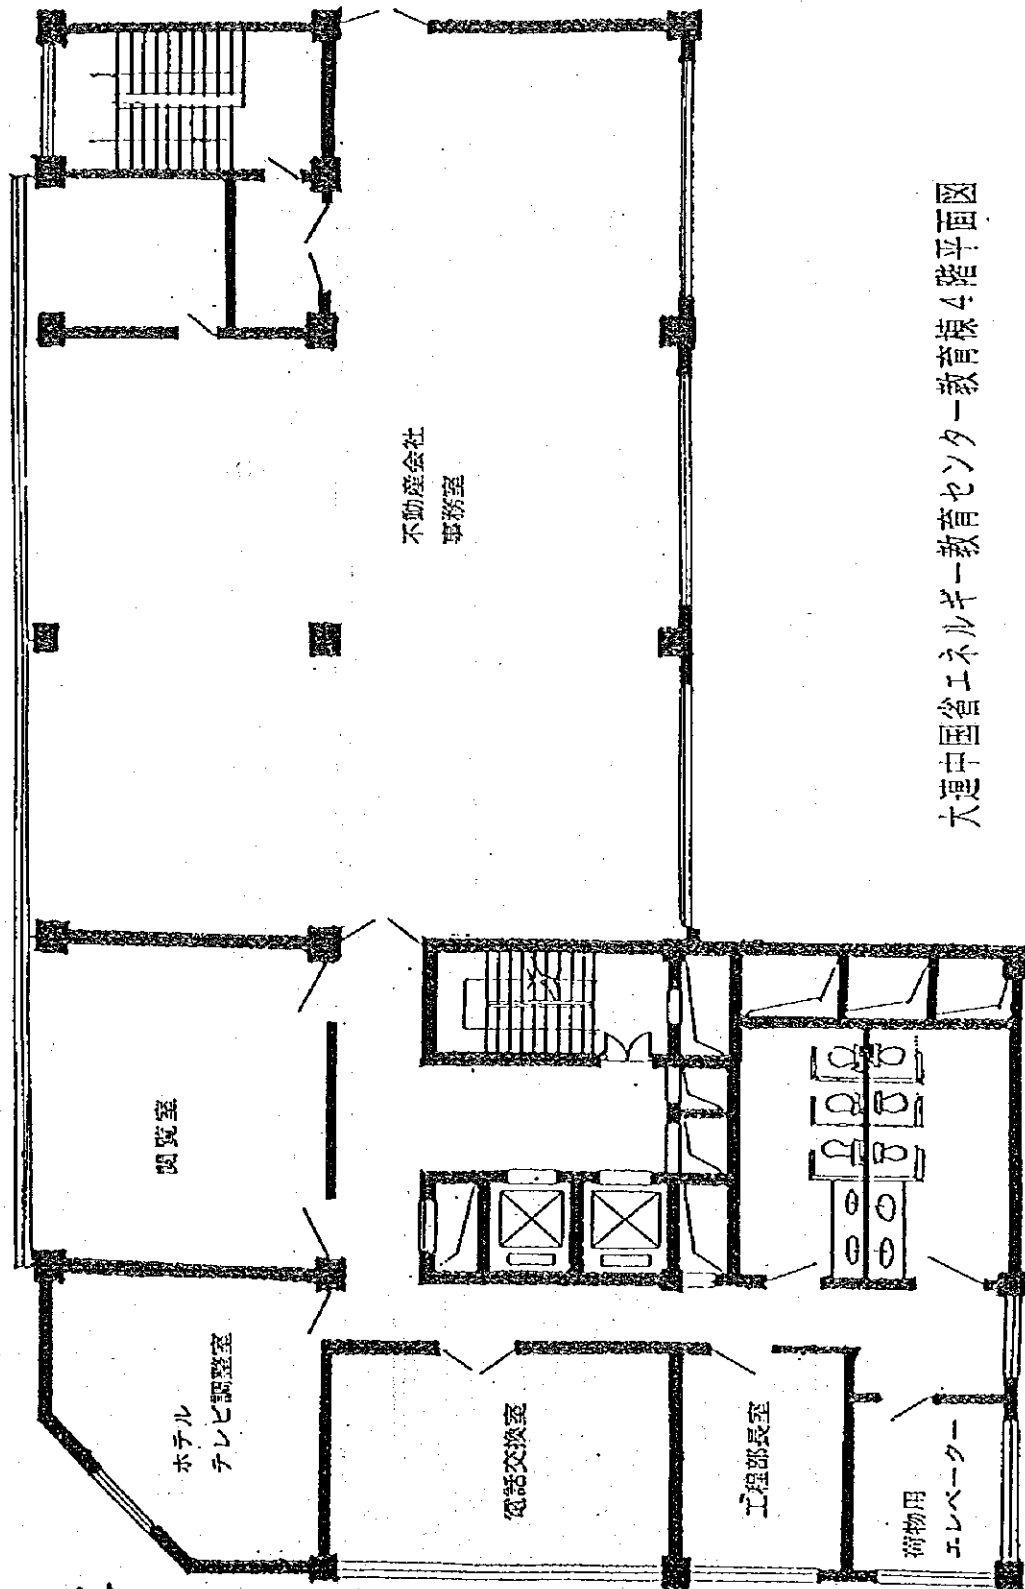 不動産会社
事務室
閲覧室
ホテル
テレビ調整室
電話交換室
工程部長室
荷物用
エレベーター
大連中国省エネルギー教育センター教育棟4階平面図